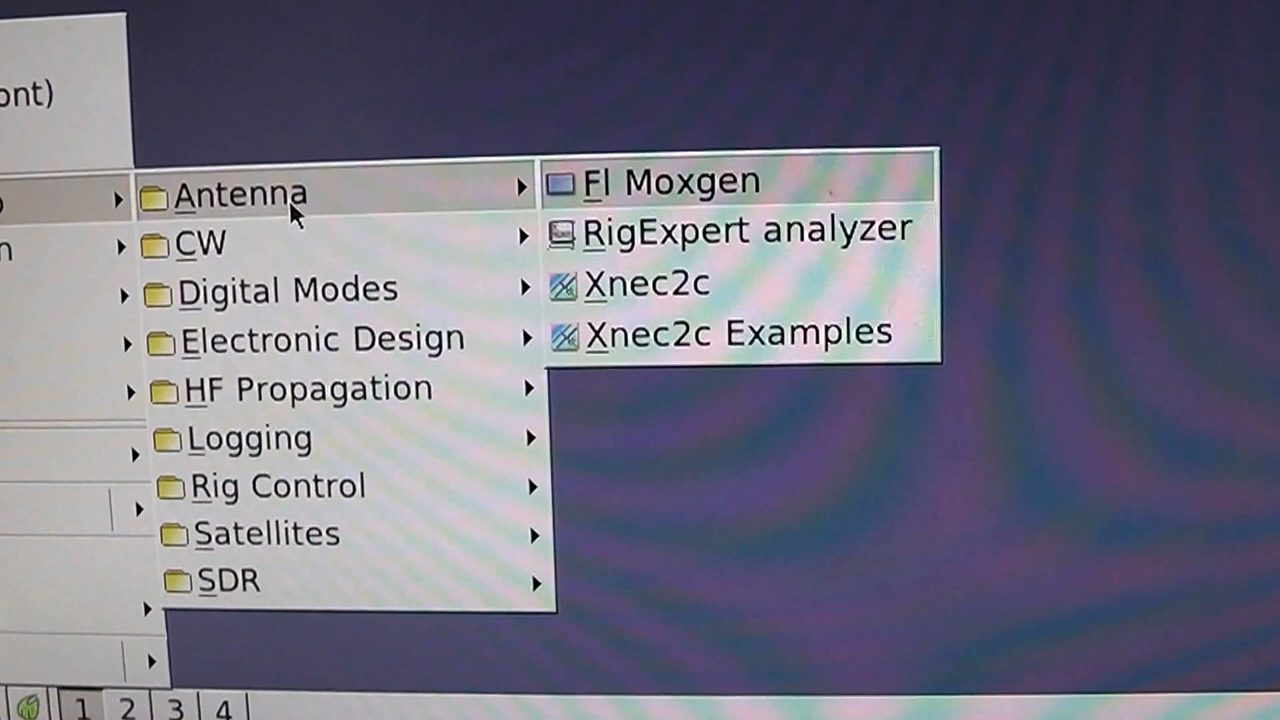 ont)
Antenna
CW
Digital Modes
Electronic Design
HF Propagation
Logging
Rig Control
Satellites
SDR
Fl Moxgen
RigExpert analyzer
Xnec2c
Xnec2c Examples
1 2 3 4